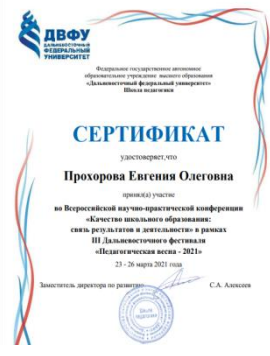 ДВФУ
ДАЛЬНЕВОСТОЧНЫЙ
ФЕДЕРАЛЬНЫЙ
УНИВЕРСИТЕТ
Федеральное государственное автономное
образовательное учреждение высшего образования
«Дальневосточный федеральный университет»
Школа педагогики
СЕРТИФИКАТ
удостоверяет,что
Прохорова Евгения Олеговна
принял(а) участие
во Всероссийской научно-практической конференции
«Качество школьного образования:
связь результатов и деятельности» в рамках
III Дальневосточного фестиваля
«Педагогическая весна - 2021»
23 - 26 марта 2021 года
Заместитель директора по развитию
С.А. Алексеев
Школа
педагогики